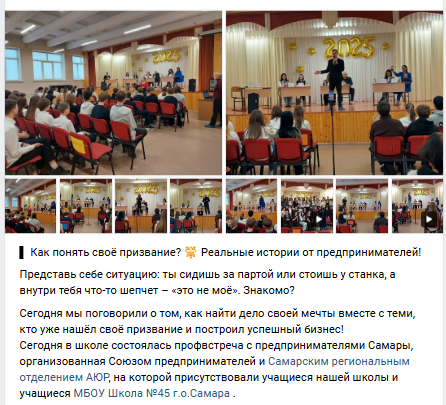 2025
2025
Как понять своё призвание? Реальные истории от предпринимателей!
Представь себе ситуацию: ты сидишь за партой или стоишь у станка, а
внутри тебя что-то шепчет – «это не моё». Знакомо?
Сегодня мы поговорили о том, как найти дело своей мечты вместе с теми,
кто уже нашёл своё призвание и построил успешный бизнес!
Сегодня в школе состоялась профвстреча с предпринимателями Самары,
организованная Союзом предпринимателей и Самарским региональным
отделением АЮР, на которой присутствовали учащиеся нашей школы и
учащиеся МБОУ Школа №45 г.о.Самара .